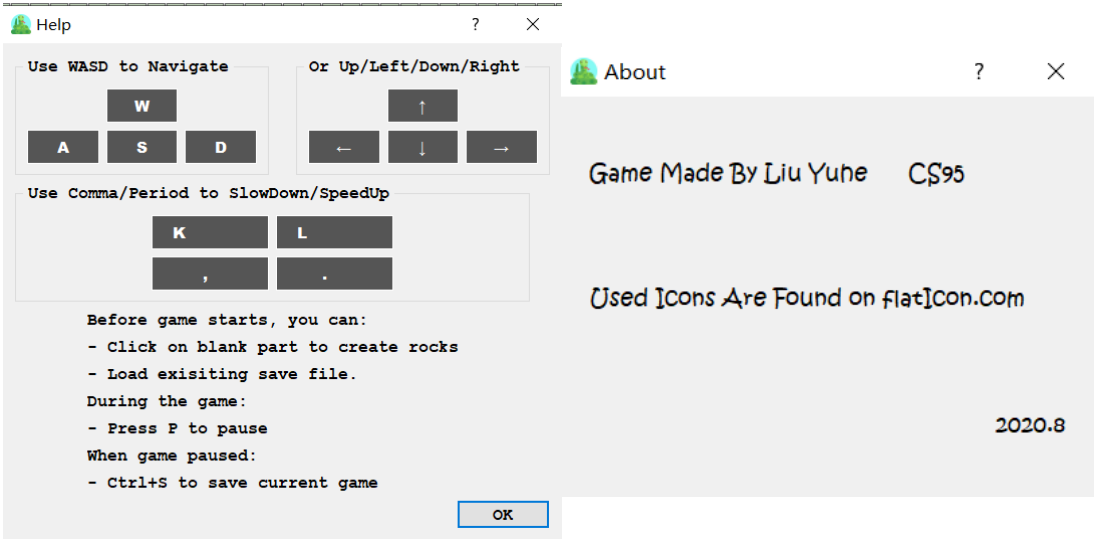 Help ?
Use WASD to Navigate
W
A S D
Or Up/Left/Down/Right
↑
← ↓ →
Use Comma/Period to SlowDown/SpeedUp
K L
, .
Before game starts, you can:
- Click on blank part to create rocks
- Load exisiting save file.
During the game:
- Press P to pause
When game paused:
- Ctrl+S to save current game
OK
About ?
Game Made By Liu Yuhe CS95
Used Icons Are Found on flatIcon.com
2020.8